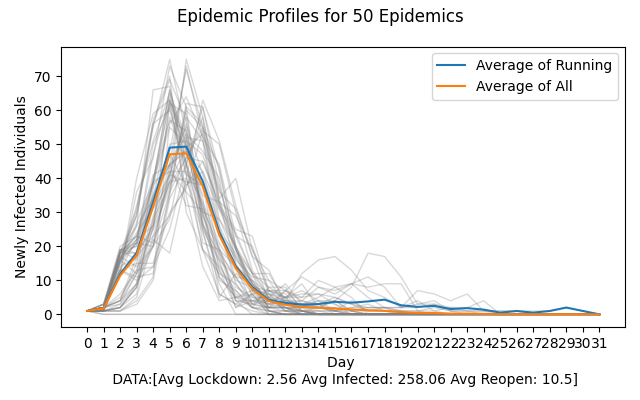 Epidemic Profiles for 50 Epidemics
Average of Running
Average of All
Newly Infected Individuals
70
60
50
40
30
20
10
0
0 1 2 3 4 5 6 7 8 9 10 11 12 13 14 15 16 17 18 19 20 21 22 23 24 25 26 27 28 29 30 31
Day
DATA:[Avg Lockdown: 2.56 Avg Infected: 258.06 Avg Reopen: 10.5]